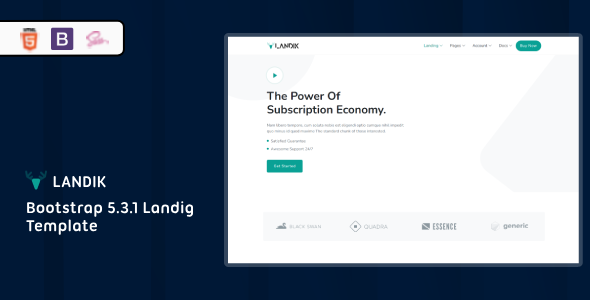 5
B
Sass
LANDIK
Landing
Pages
Account
Docs
Buy Now
The Power Of
Subscription Economy.
Satisfied Guarantee
Awesome Support 24/7
Get Started
BLACK SWAN
QUADRA
ESSENCE
generic
LANDIK
Bootstrap 5.3.1 Landig
Template